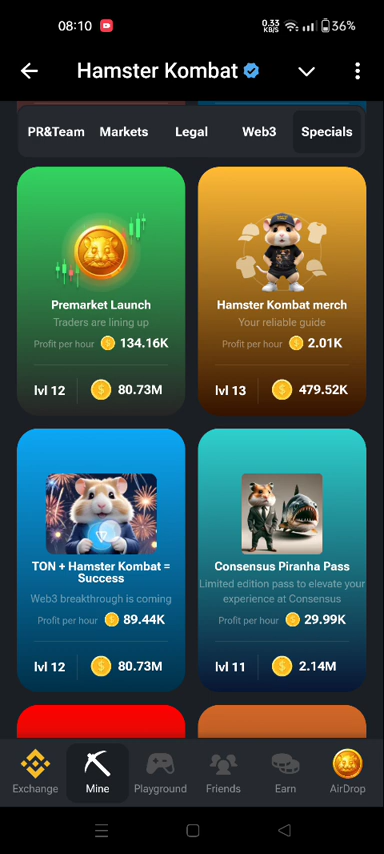 08:10
0.33
KB/S
36%
Hamster Kombat
PR&Team
Markets
Legal
Web3
Specials
Premarket Launch
Traders are lining up
Profit per hour 134.16K
lvl 12
80.73M
Hamster Kombat merch
Your reliable guide
Profit per hour 2.01K
lvl 13
479.52K
TON + Hamster Kombat =
Success
Web3 breakthrough is coming
Profit per hour 89.44K
lvl 12
80.73M
Consensus Piranha Pass
Limited edition pass to elevate your
experience at Consensus
Profit per hour 29.99K
lvl 11
2.14M
Exchange
Mine
Playground
Friends
Earn
AirDrop